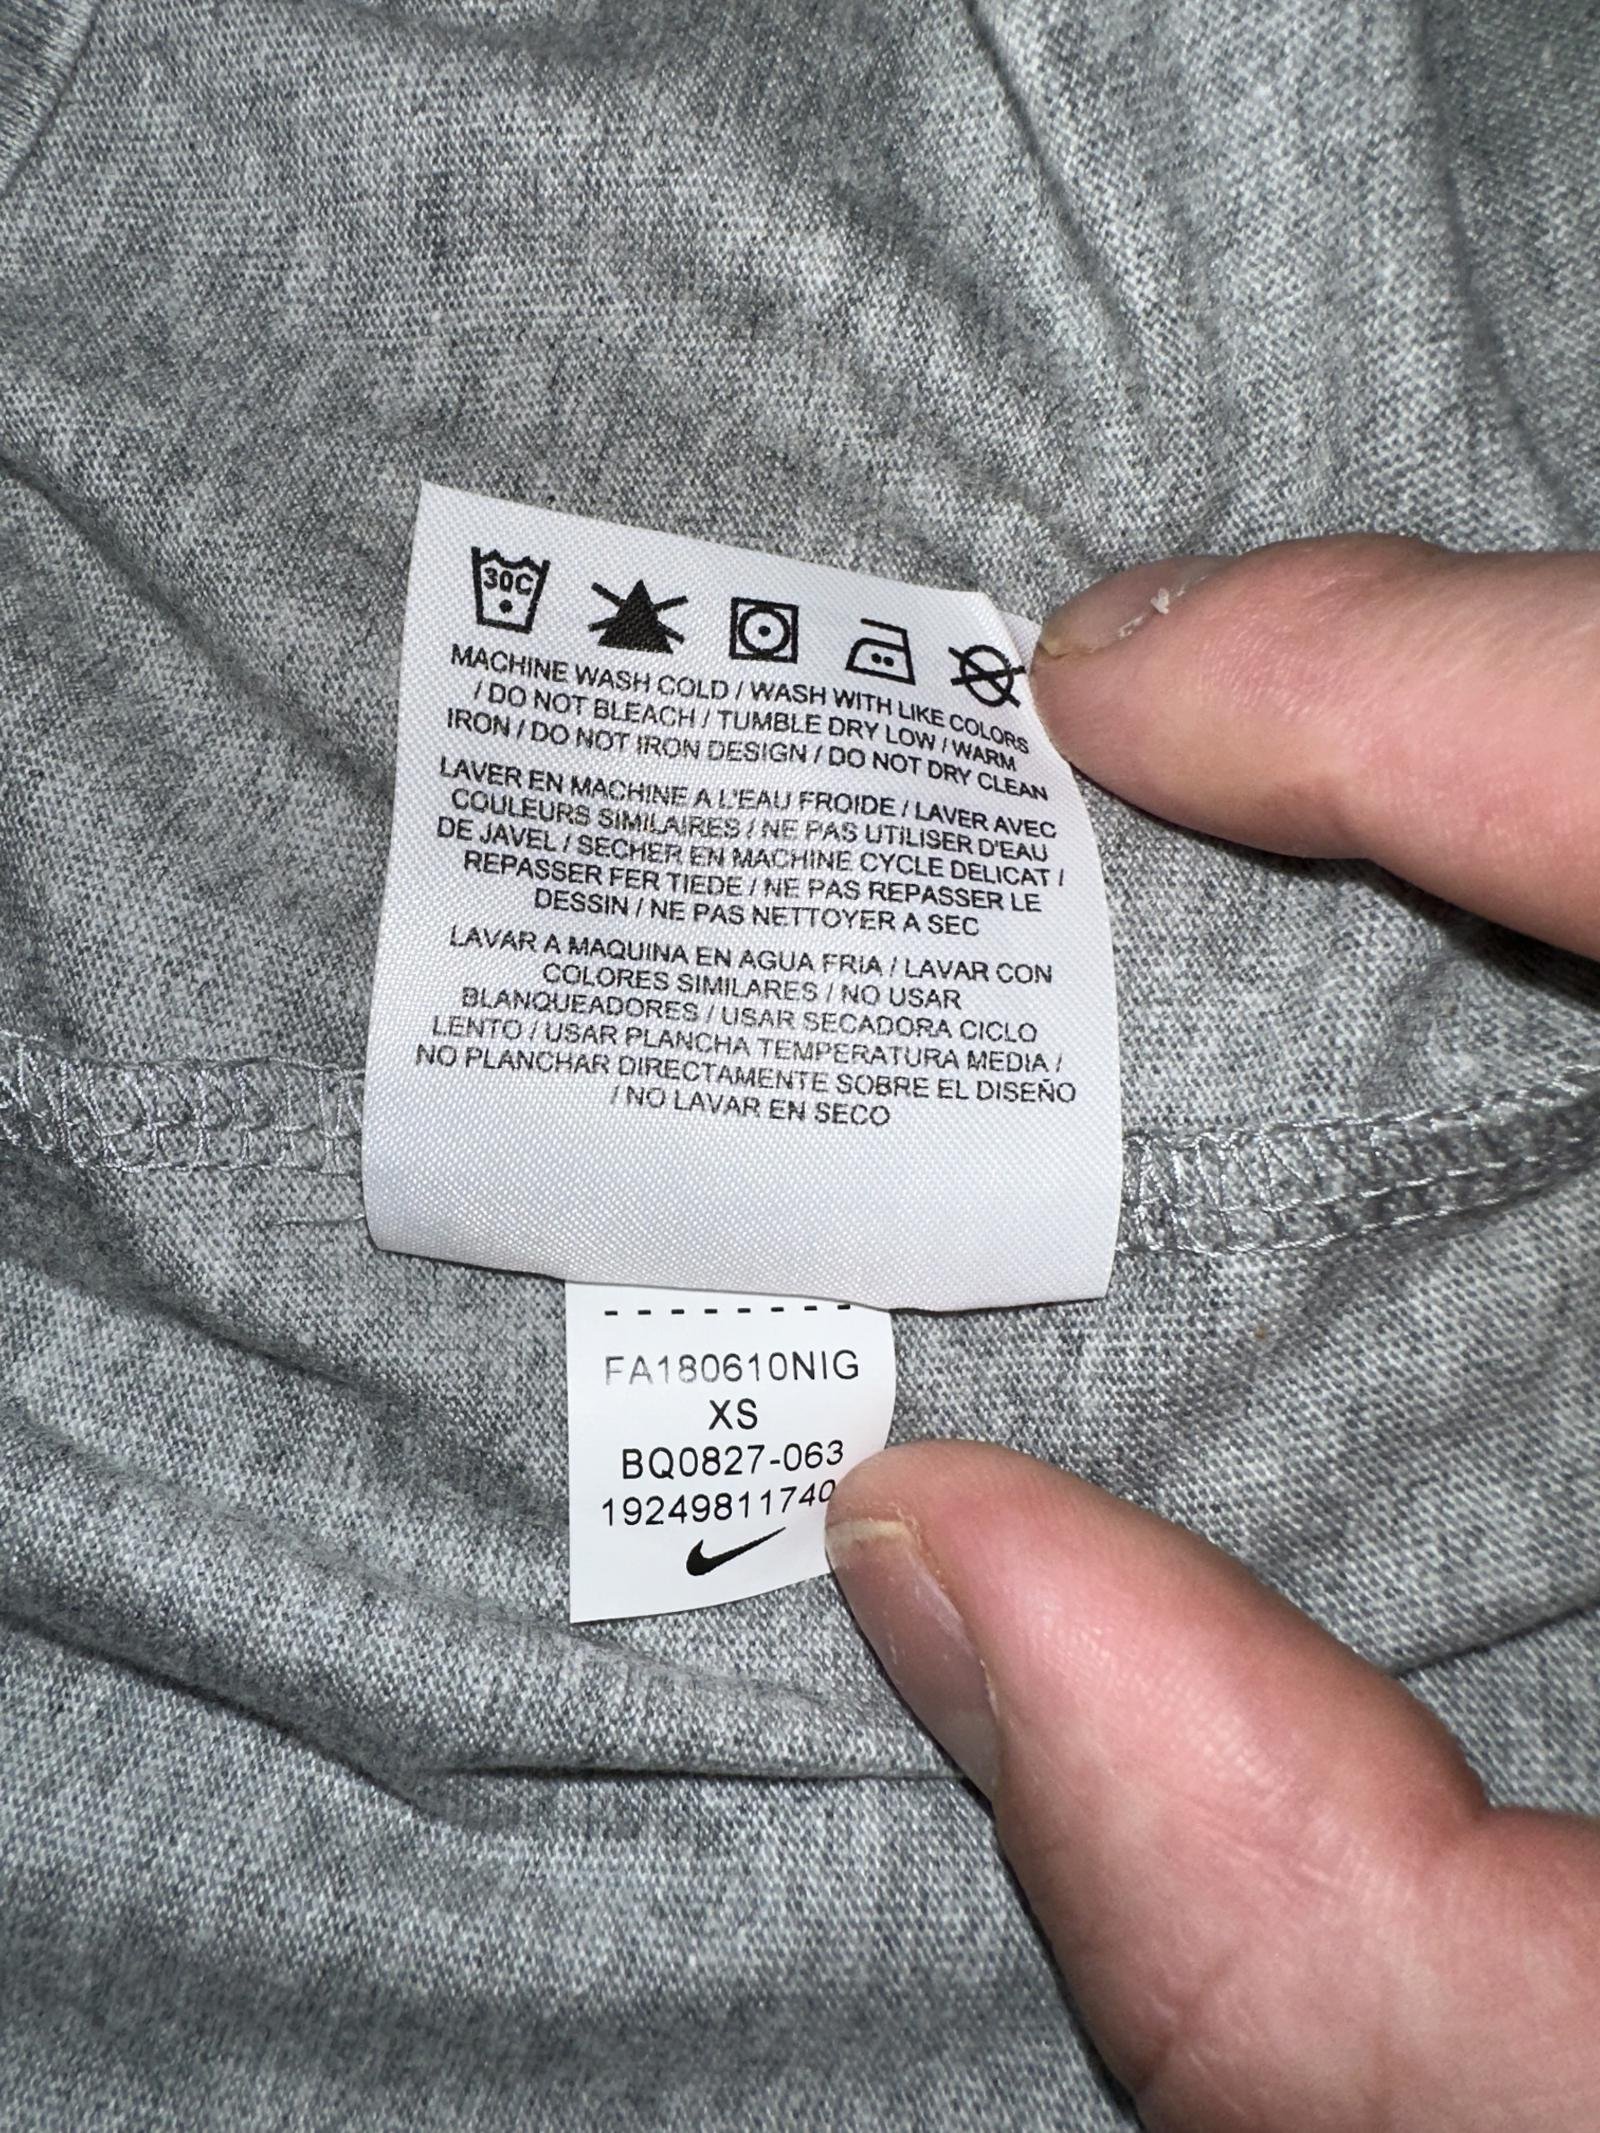 30C
MACHINE WASH COLD / WASH WITH LIKE COLORS
/ DO NOT BLEACH / TUMBLE DRY LOW / WARM
IRON / DO NOT IRON DESIGN / DO NOT DRY CLEAN
LAVER EN MACHINE A L'EAU FROIDE / LAVER AVEC
COULEURS SIMILAIRES / NE PAS UTILISER D'EAU
DE JAVEL / SECHER EN MACHINE CYCLE DELICAT /
REPASSER FER TIEDE / NE PAS REPASSER LE
DESSIN / NE PAS NETTOYER A SEC
LAVAR A MAQUINA EN AGUA FRIA / LAVAR CON
COLORES SIMILARES / NO USAR
BLANQUEADORES / USAR SECADORA CICLO
LENTO / USAR PLANCHA TEMPERATURA MEDIA /
NO PLANCHAR DIRECTAMENTE SOBRE EL DISEÑO
/ NO LAVAR EN SECO
FA180610NIG
XS
BQ0827-063
19249811740